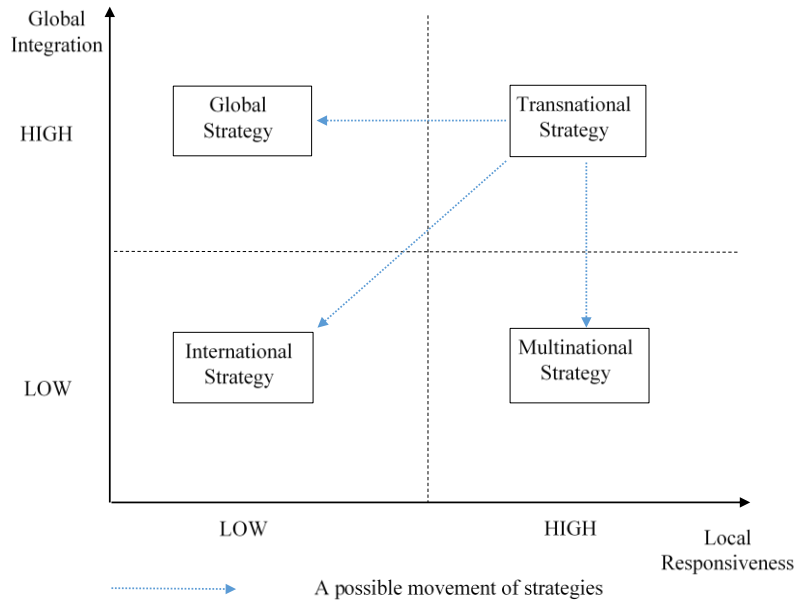 Global
Integration
Global
Strategy
Transnational
Strategy
HIGH
International
Strategy
Multinational
Strategy
LOW
LOW
HIGH
Local
Responsiveness
A possible movement of strategies